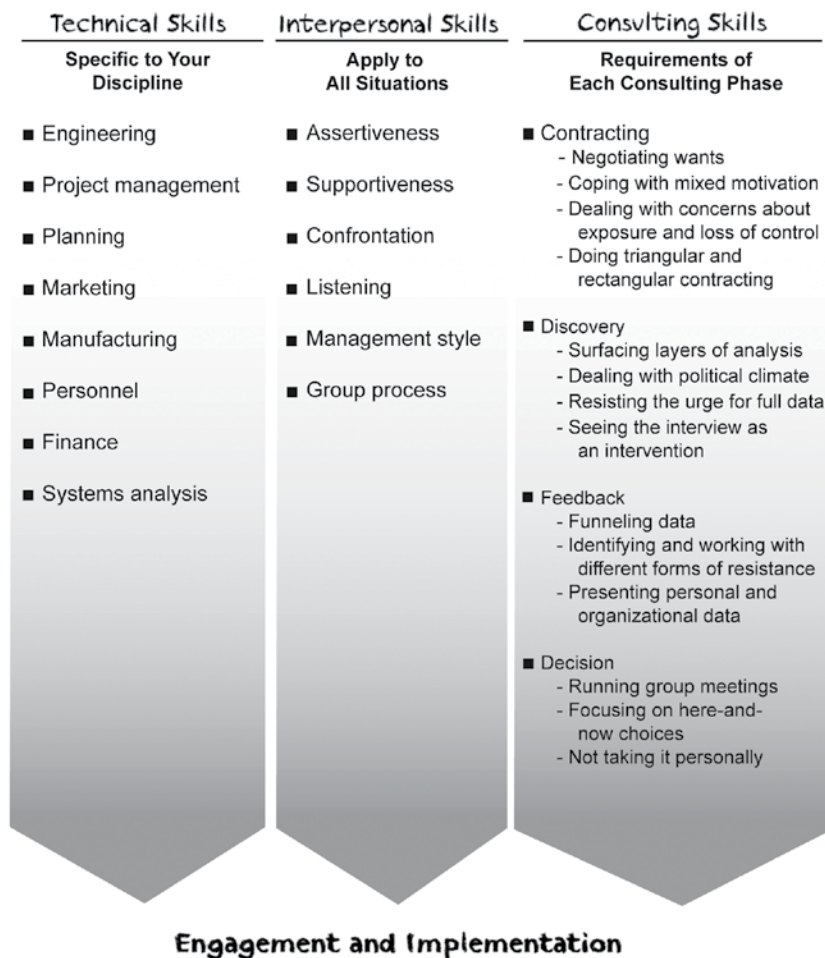 Technical Skills
Specific to Your
Discipline
■ Engineering
■ Project management
■ Planning
■ Marketing
■ Manufacturing
■ Personnel
■ Finance
■ Systems analysis
Interpersonal Skills
Apply to
All Situations
■ Assertiveness
■ Supportiveness
■ Confrontation
■ Listening
■ Management style
■ Group process
Consulting Skills
Requirements of
Each Consulting Phase
■ Contracting
- Negotiating wants
- Coping with mixed motivation
- Dealing with concerns about
exposure and loss of control
- Doing triangular and
rectangular contracting
■ Discovery
- Surfacing layers of analysis
- Dealing with political climate
- Resisting the urge for full data
- Seeing the interview as
an intervention
■ Feedback
- Funneling data
- Identifying and working with
different forms of resistance
- Presenting personal and
organizational data
■ Decision
- Running group meetings
- Focusing on here-and-
now choices
- Not taking it personally
Engagement and Implementation